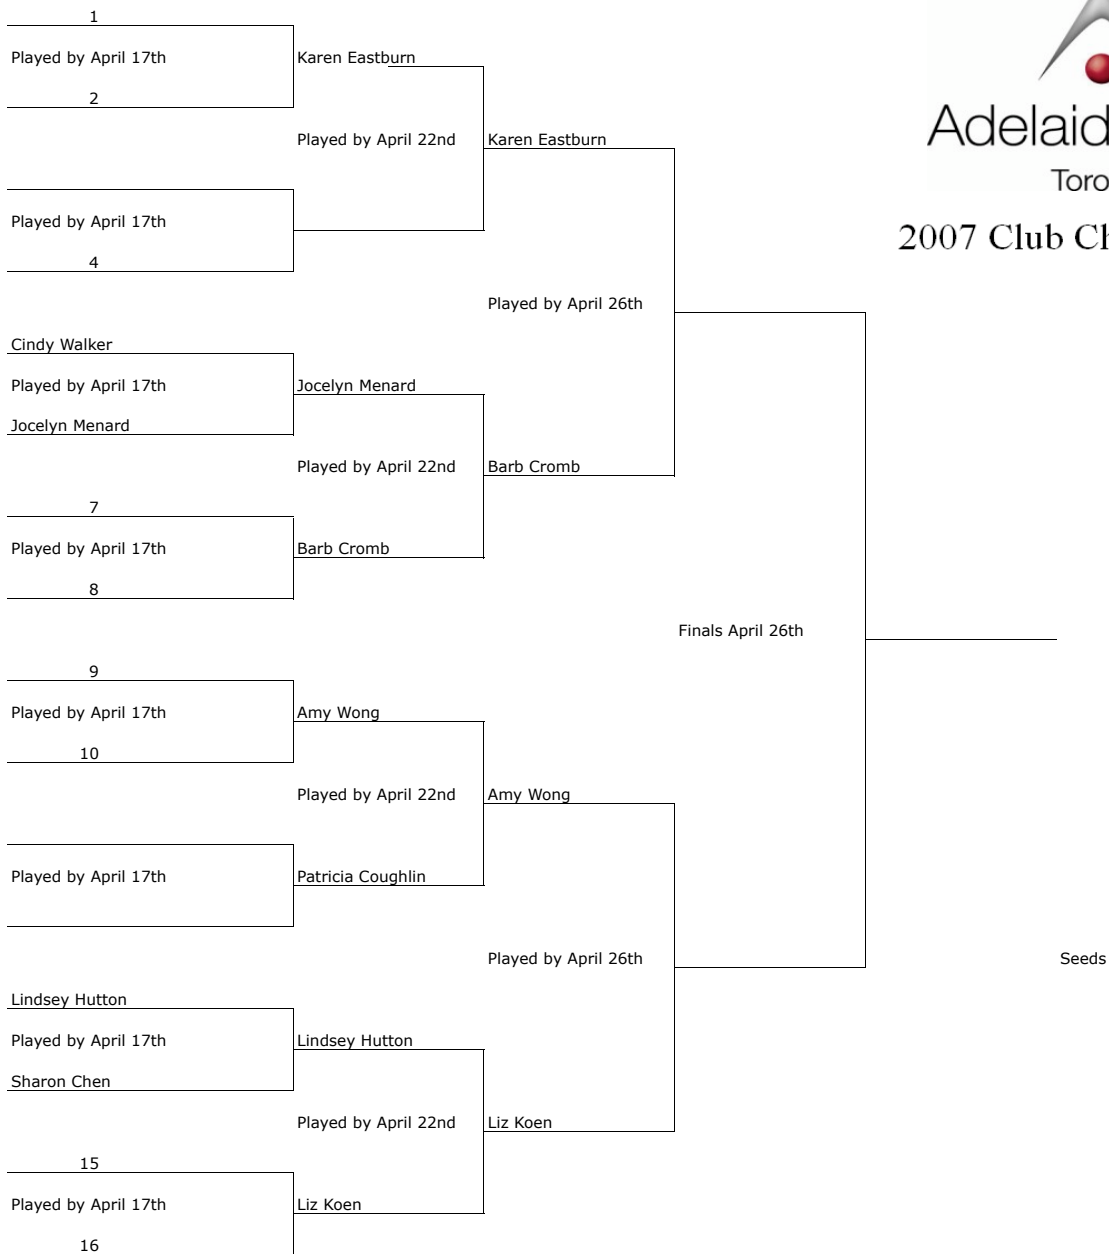 1
Played by April 17th
Karen Eastburn
2
Played by April 22nd
Karen Eastburn
Adelaid
Toro
Played by April 17th
2007 Club Ch
4
Played by April 26th
Cindy Walker
Played by April 17th
Jocelyn Menard
Jocelyn Menard
Played by April 22nd
Barb Cromb
7
Played by April 17th
Barb Cromb
8
Finals April 26th
9
Played by April 17th
Amy Wong
10
Played by April 22nd
Amy Wong
Played by April 17th
Patricia Coughlin
Played by April 26th
Seeds
Lindsey Hutton
Played by April 17th
Lindsey Hutton
Sharon Chen
Played by April 22nd
Liz Koen
15
Played by April 17th
Liz Koen
16